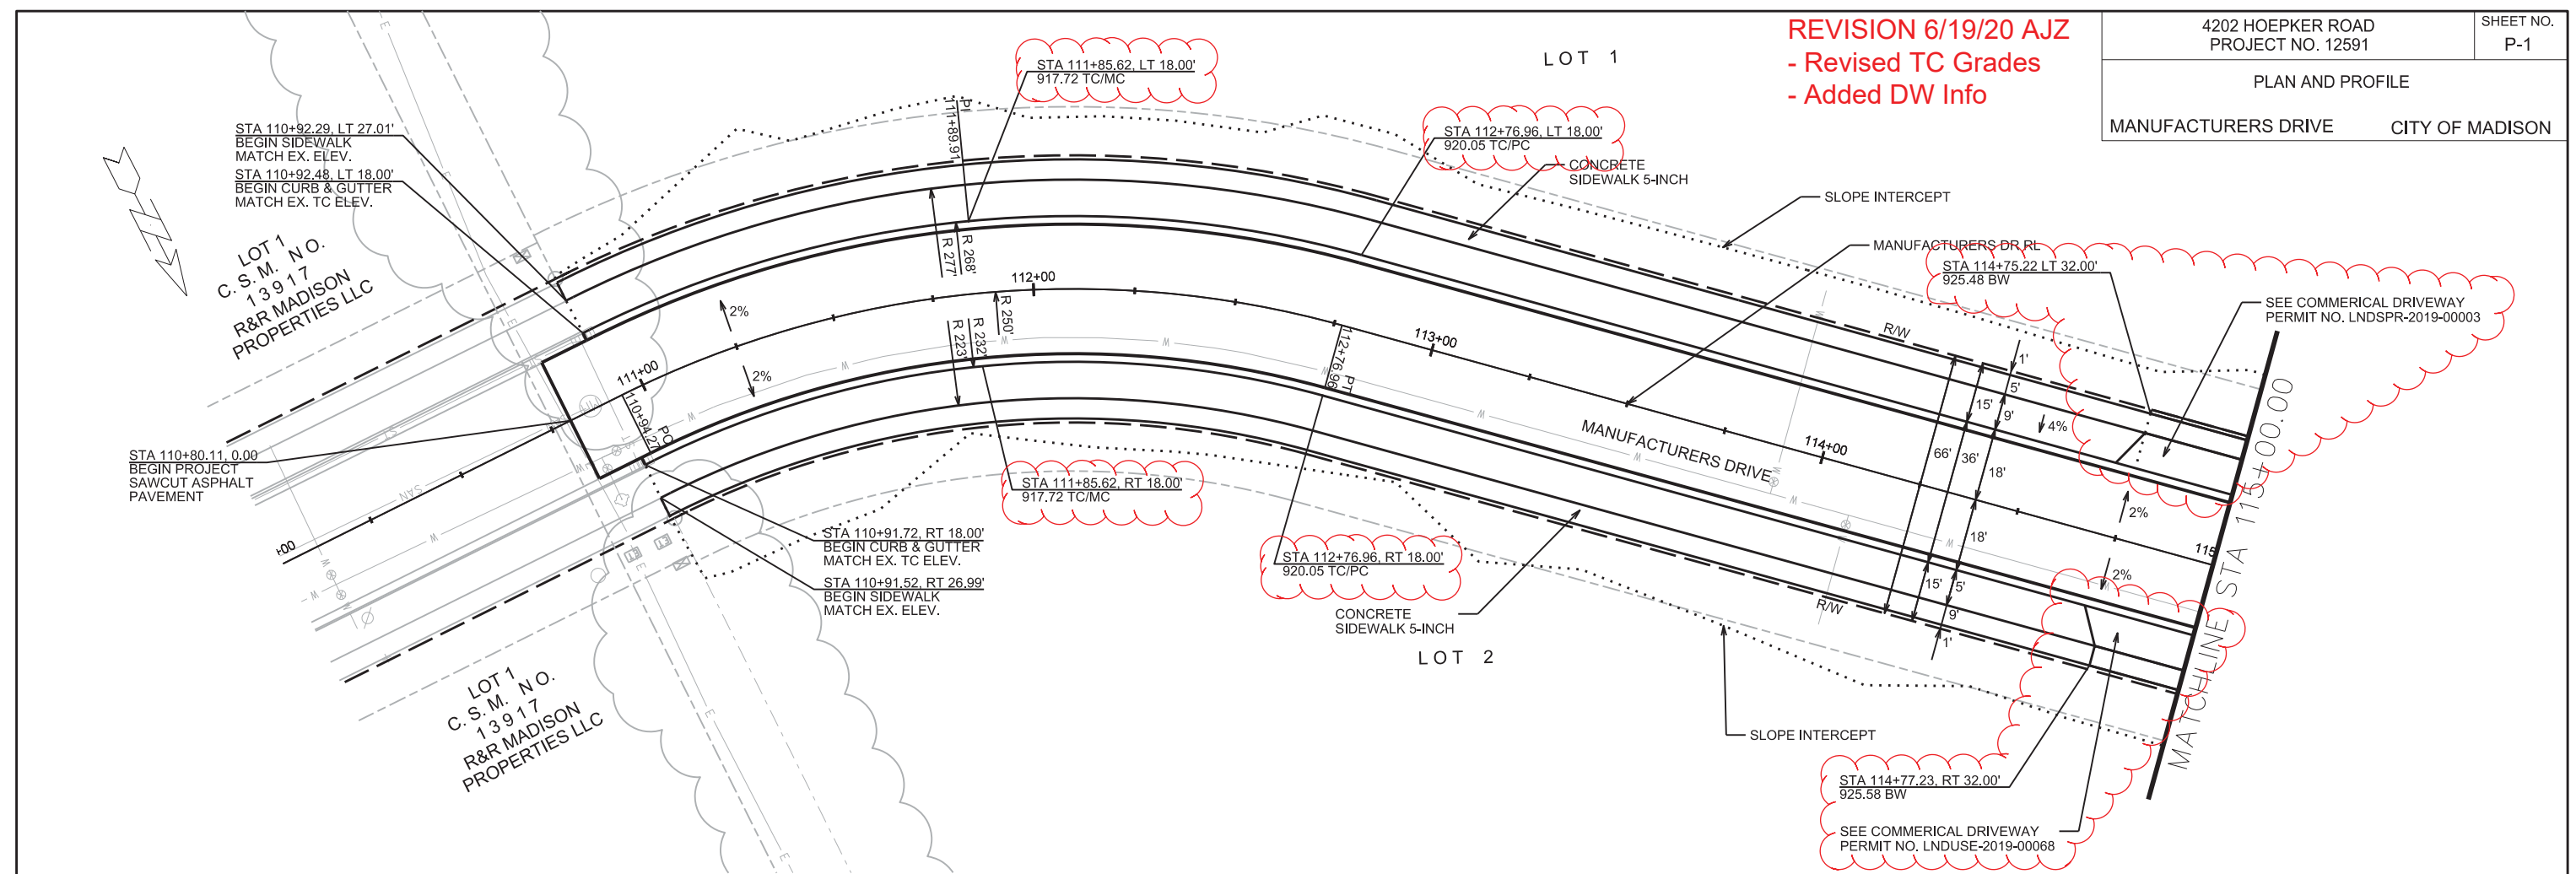 REVISION 6/19/20 AJZ
- Revised TC Grades
- Added DW Info
4202 HOEPKER ROAD
PROJECT NO. 12591
SHEET NO.
P-1
PLAN AND PROFILE
MANUFACTURERS DRIVE
CITY OF MADISON
LOT 1
STA 111+85.62, LT 18.00'
917.72 TC/MC
STA 110+92.29, LT 27.01'
BEGIN SIDEWALK
MATCH EX. ELEV.
STA 110+92.48, LT 18.00'
BEGIN CURB & GUTTER
MATCH EX. TC ELEV.
PI
111+89.91
STA 112+76.96, LT 18.00'
920.05 TC/PC
CONCRETE
SIDEWALK 5-INCH
SLOPE INTERCEPT
MANUFACTURERS DR RL
STA 114+75.22 LT 32.00'
925.48 BW
SEE COMMERICAL DRIVEWAY
PERMIT NO. LNDSPR-2019-00003
LOT 1
C. S. M. NO.
13917
R&R MADISON
PROPERTIES LLC
R 277'
R 268'
R 250'
R 232'
R 223'
2%
2%
111+00
112+00
113+00
114+00
115
PC
110+94.27
PT
112+76.96
R/W
MANUFACTURERS DRIVE
66'
36'
15'
1'
5'
9'
4%
18'
18'
15'
5'
9'
1'
2%
2%
R/W
MATCHLINE STA 115+00.00
STA 110+80.11, 0.00
BEGIN PROJECT
SAWCUT ASPHALT
PAVEMENT
+00
SAN
ST
STA 111+85.62, RT 18.00'
917.72 TC/MC
STA 110+91.72, RT 18.00'
BEGIN CURB & GUTTER
MATCH EX. TC ELEV.
STA 110+91.52, RT 26.99'
BEGIN SIDEWALK
MATCH EX. ELEV.
STA 112+76.96, RT 18.00'
920.05 TC/PC
CONCRETE
SIDEWALK 5-INCH
LOT 2
LOT 1
C. S. M. NO.
13917
R&R MADISON
PROPERTIES LLC
SLOPE INTERCEPT
STA 114+77.23, RT 32.00'
925.58 BW
SEE COMMERICAL DRIVEWAY
PERMIT NO. LNDUSE-2019-00068